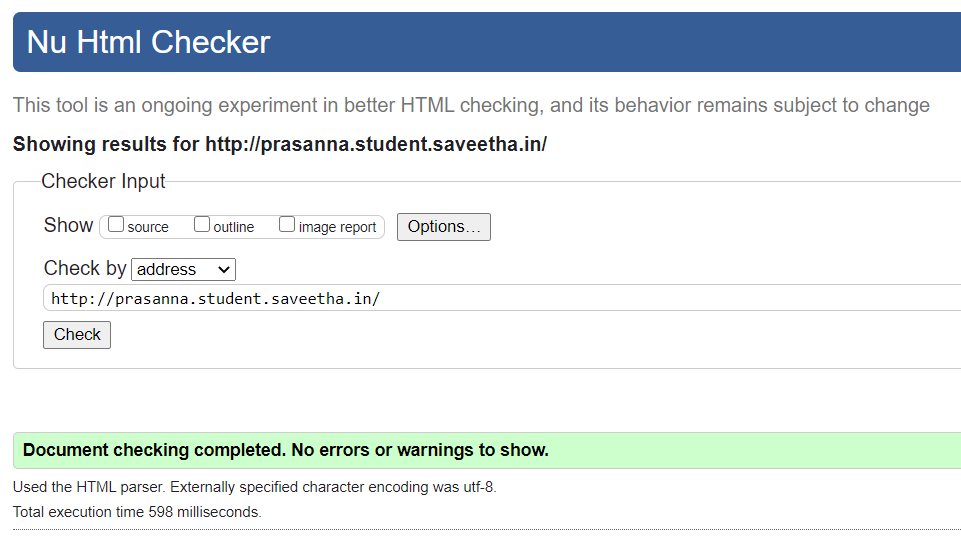 Nu Html Checker
This tool is an ongoing experiment in better HTML checking, and its behavior remains subject to change
Showing results for http://prasanna.student.saveetha.in/
Checker Input
Show source outline image report Options…
Check by address
http://prasanna.student.saveetha.in/
Check
Document checking completed. No errors or warnings to show.
Used the HTML parser. Externally specified character encoding was utf-8.
Total execution time 598 milliseconds.